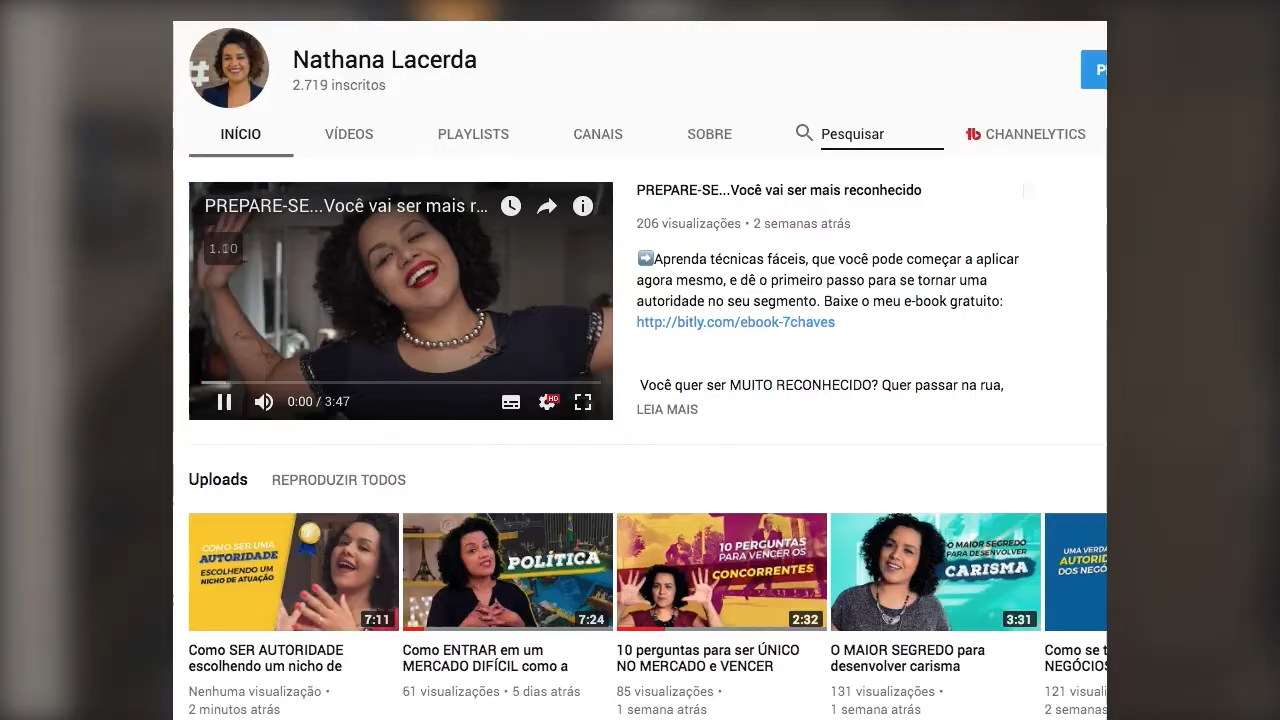 Nathana Lacerda
2.719 inscritos
INÍCIO
VÍDEOS
PLAYLISTS
CANAIS
SOBRE
Pesquisar
CHANNELYTICS
PREPARE-SE...Você vai ser mais r...
1.10
0:00 / 3:47
HD
PREPARE-SE...Você vai ser mais reconhecido
206 visualizações • 2 semanas atrás
➡Aprenda técnicas fáceis, que você pode começar a aplicar
agora mesmo, e dê o primeiro passo para se tornar uma
autoridade no seu segmento. Baixe o meu e-book gratuito:
http://bitly.com/ebook-7chaves
Você quer ser MUITO RECONHECIDO? Quer passar na rua,
LEIA MAIS
Uploads
REPRODUZIR TODOS
COMO SER UMA
AUTORIDADE
ESCOLHENDO UM
NICHO DE ATUAÇÃO
7:11
Como SER AUTORIDADE
escolhendo um nicho de
Nenhuma visualização •
2 minutos atrás
POLÍTICA
7:24
Como ENTRAR em um
MERCADO DIFÍCIL como a
61 visualizações • 5 dias atrás
10 PERGUNTAS
PARA VENCER OS
CONCORRENTES
2:32
10 perguntas para ser ÚNICO
NO MERCADO e VENCER
85 visualizações •
1 semana atrás
O MAIOR SEGREDO
PARA DESENVOLVER
CARISMA
3:31
O MAIOR SEGREDO para
desenvolver carisma
131 visualizações •
1 semana atrás
UMA VERDA
AUTORI
DOS NEGÓ
Como se t
NEGÓCIOS
121 visuali
2 semanas